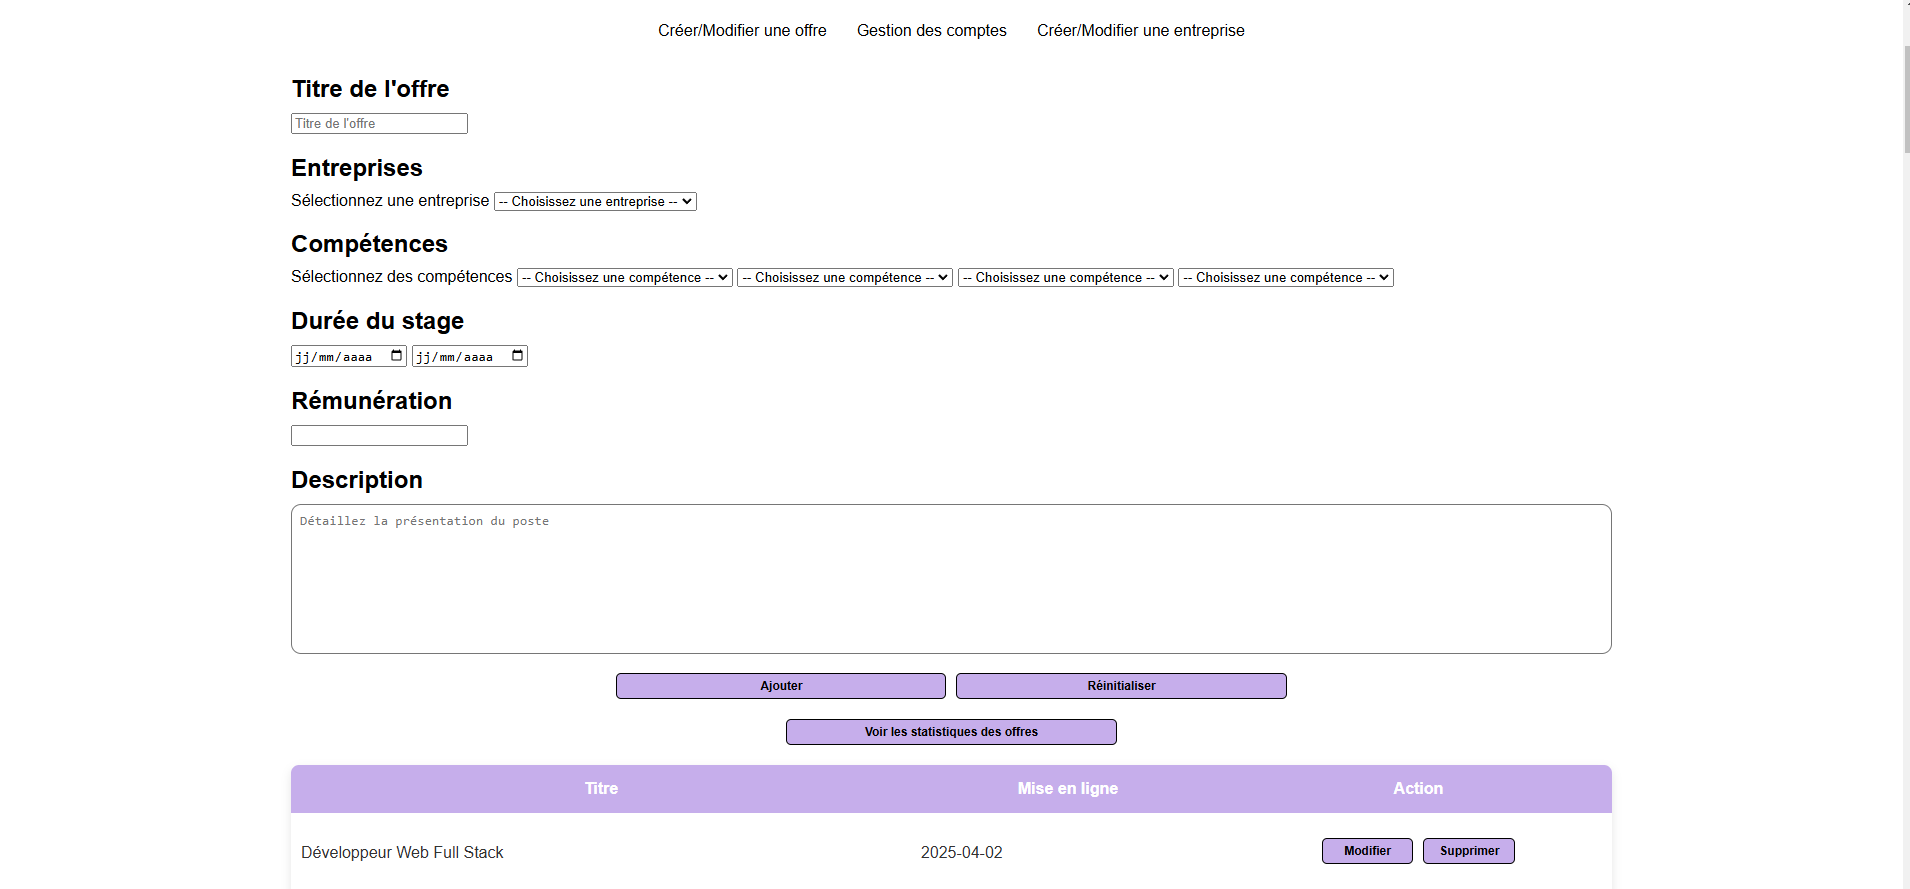 Créer/Modifier une offre Gestion des comptes Créer/Modifier une entreprise
Titre de l'offre
Titre de l'offre
Entreprises
Sélectionnez une entreprise -- Choisissez une entreprise --
Compétences
Sélectionnez des compétences -- Choisissez une compétence -- -- Choisissez une compétence -- -- Choisissez une compétence -- -- Choisissez une compétence --
Durée du stage
jj/mm/aaaa jj/mm/aaaa
Rémunération
Description
Détaillez la présentation du poste
Ajouter Réinitialiser
Voir les statistiques des offres
Titre Mise en ligne Action
Développeur Web Full Stack 2025-04-02 Modifier Supprimer